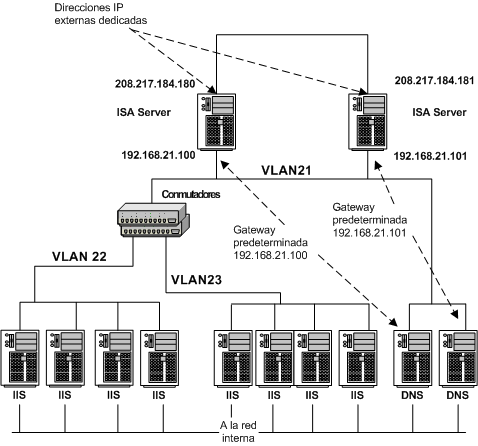 Direcciones IP
externas dedicadas
208.217.184.180
208.217.184.181
ISA Server
ISA Server
192.168.21.100
192.168.21.101
VLAN21
Conmutadores
Gateway
predeterminada
192.168.21.100
Gateway
predeterminada
192.168.21.101
VLAN 22
VLAN23
IIS
IIS
IIS
IIS
IIS
IIS
IIS
IIS
DNS
DNS
A la red
interna